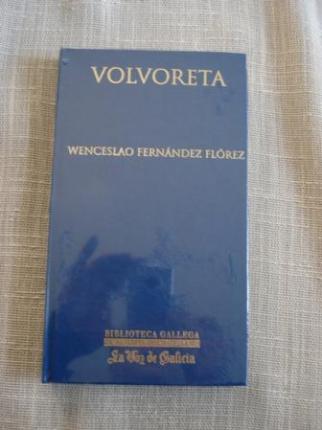 VOLVORETA
WENCESLAO FERNÁNDEZ FLÓREZ
BIBLIOTECA GALLEGA
La Voz de Galicia